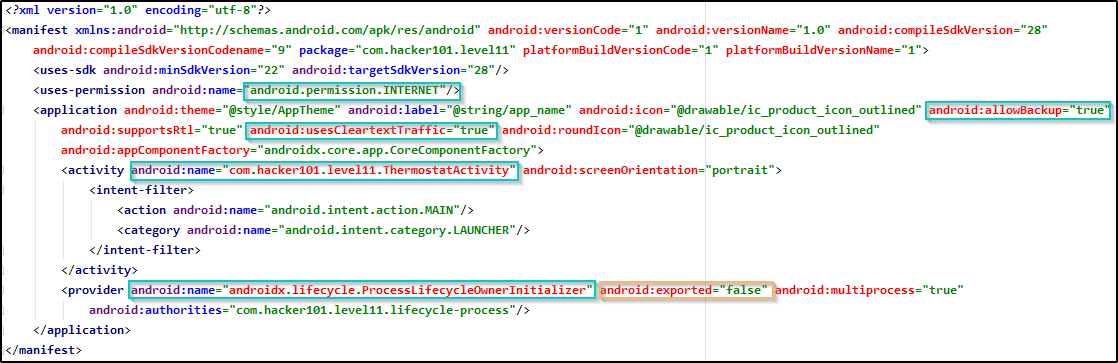 <?xml version="1.0" encoding="utf-8"?>
<manifest xmlns:android="http://schemas.android.com/apk/res/android" android:versionCode="1" android:versionName="1.0" android:compileSdkVersion="28"
android:compileSdkVersionCodename="9" package="com.hacker101.level11" platformBuildVersionCode="1" platformBuildVersionName="1">
<uses-sdk android:minSdkVersion="22" android:targetSdkVersion="28"/>
<uses-permission android:name="android.permission.INTERNET"/>
<application android:theme="@style/AppTheme" android:label="@string/app_name" android:icon="@drawable/ic_product_icon_outlined" android:allowBackup="true"
android:supportsRtl="true" android:usesCleartextTraffic="true" android:roundIcon="@drawable/ic_product_icon_outlined"
android:appComponentFactory="androidx.core.app.CoreComponentFactory">
<activity android:name="com.hacker101.level11.ThermostatActivity" android:screenOrientation="portrait">
<intent-filter>
<action android:name="android.intent.action.MAIN"/>
<category android:name="android.intent.category.LAUNCHER"/>
</intent-filter>
</activity>
<provider android:name="androidx.lifecycle.ProcessLifecycleOwnerInitializer" android:exported="false" android:multiprocess="true"
android:authorities="com.hacker101.level11.lifecycle-process"/>
</application>
</manifest>